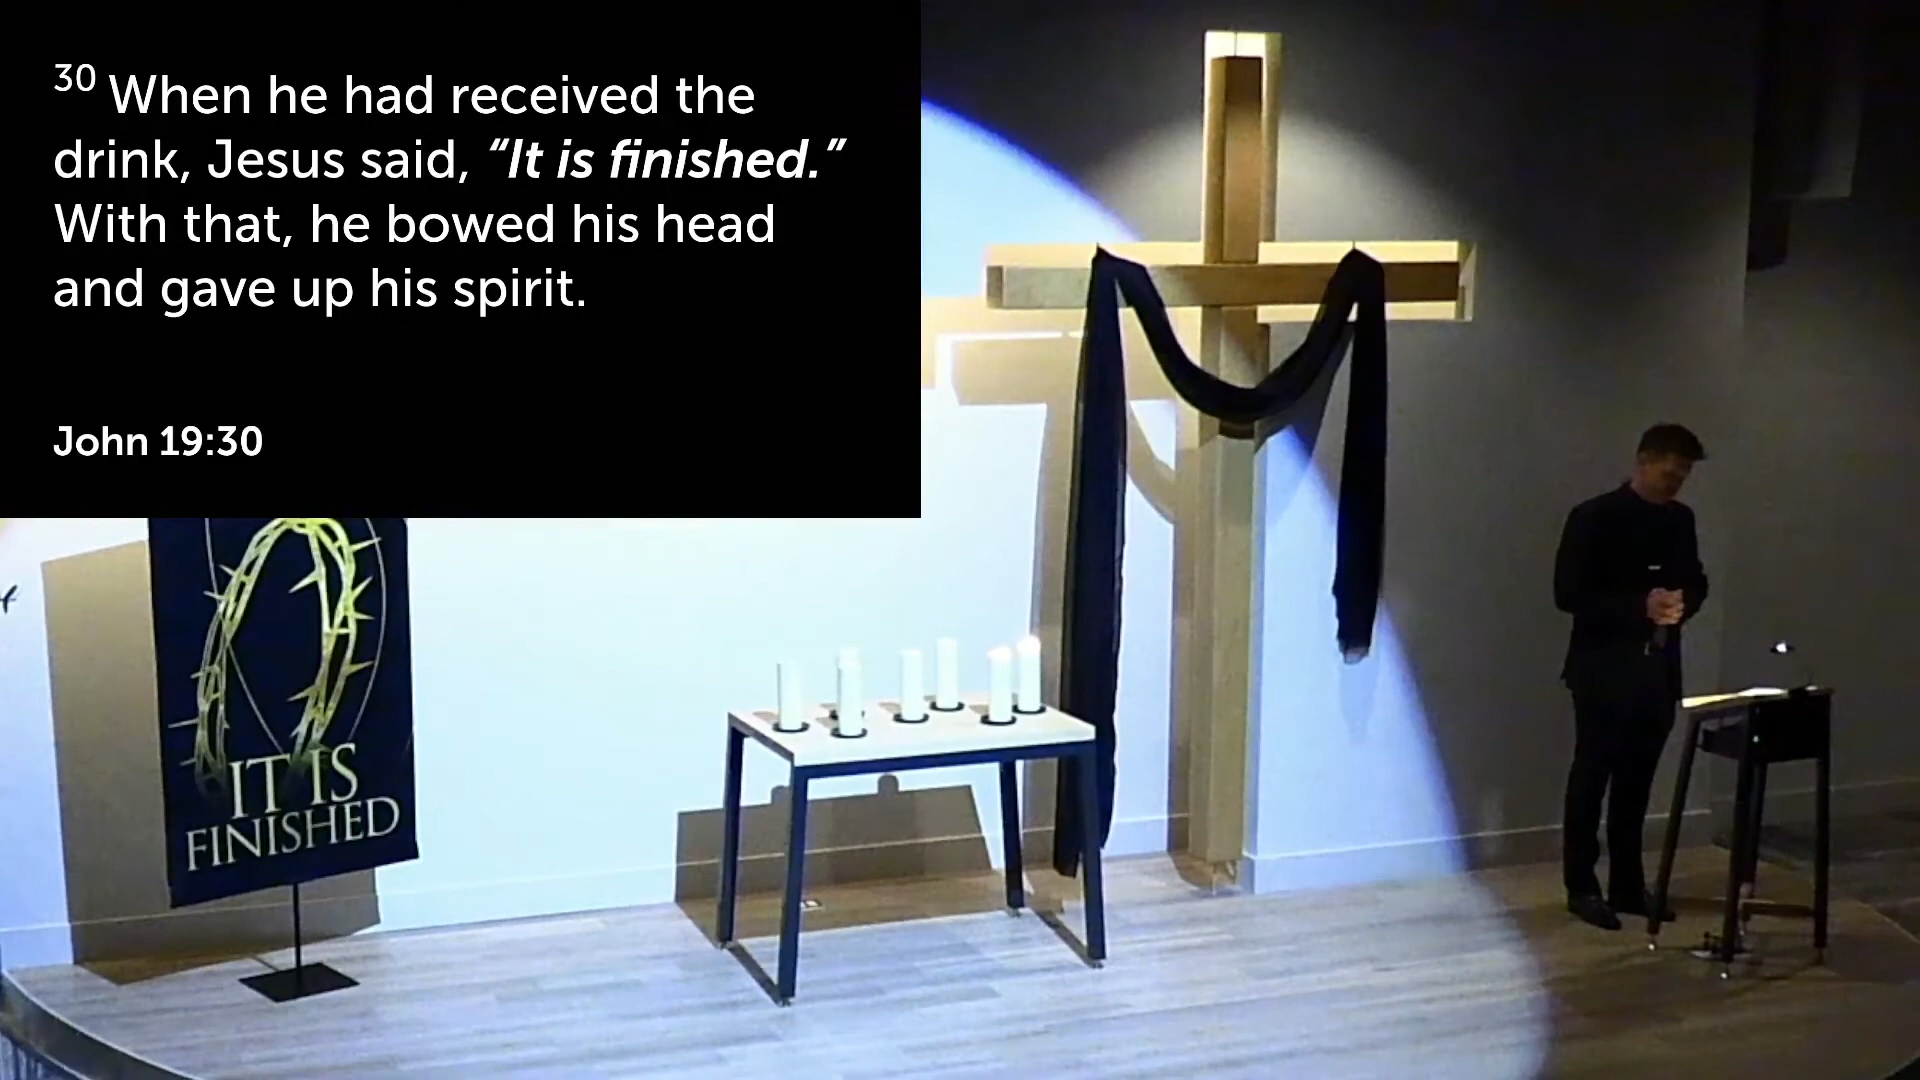 30 When he had received the
drink, Jesus said, “It is finished.”
With that, he bowed his head
and gave up his spirit.
John 19:30
IT IS
FINISHED